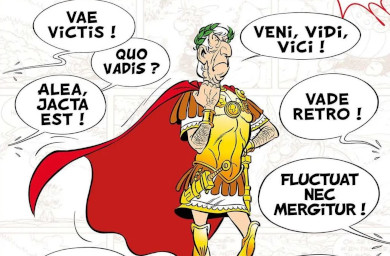 VAE
VICTIS !
QUO
VADIS ?
ALEA,
JACTA
EST !
VENI, VIDI,
VICI !
VADE
RETRO !
FLUCTUAT
NEC
MERGITUR !